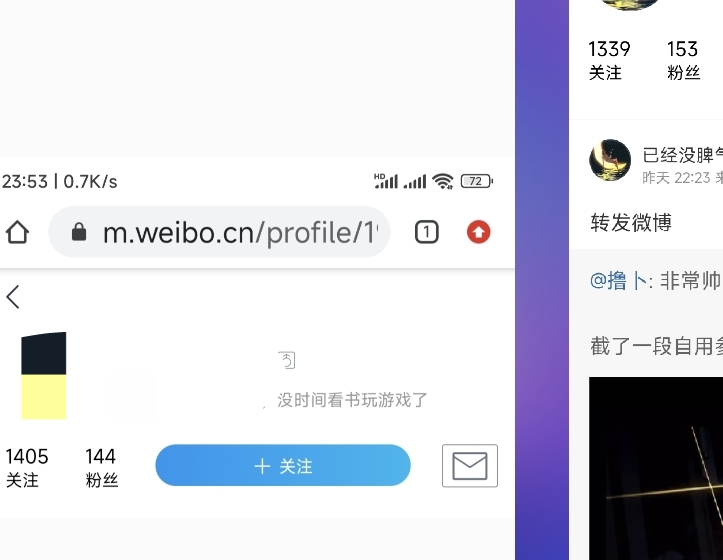 23:53 | 0.7K/s
HD
72
m.weibo.cn/profile/1
1
没时间看书玩游戏了
1405
144
关注
粉丝
关注
1339
153
关注
粉丝
已经没脾
昨天 22:23
转发微博
@撸卜: 非常帅
截了一段自用